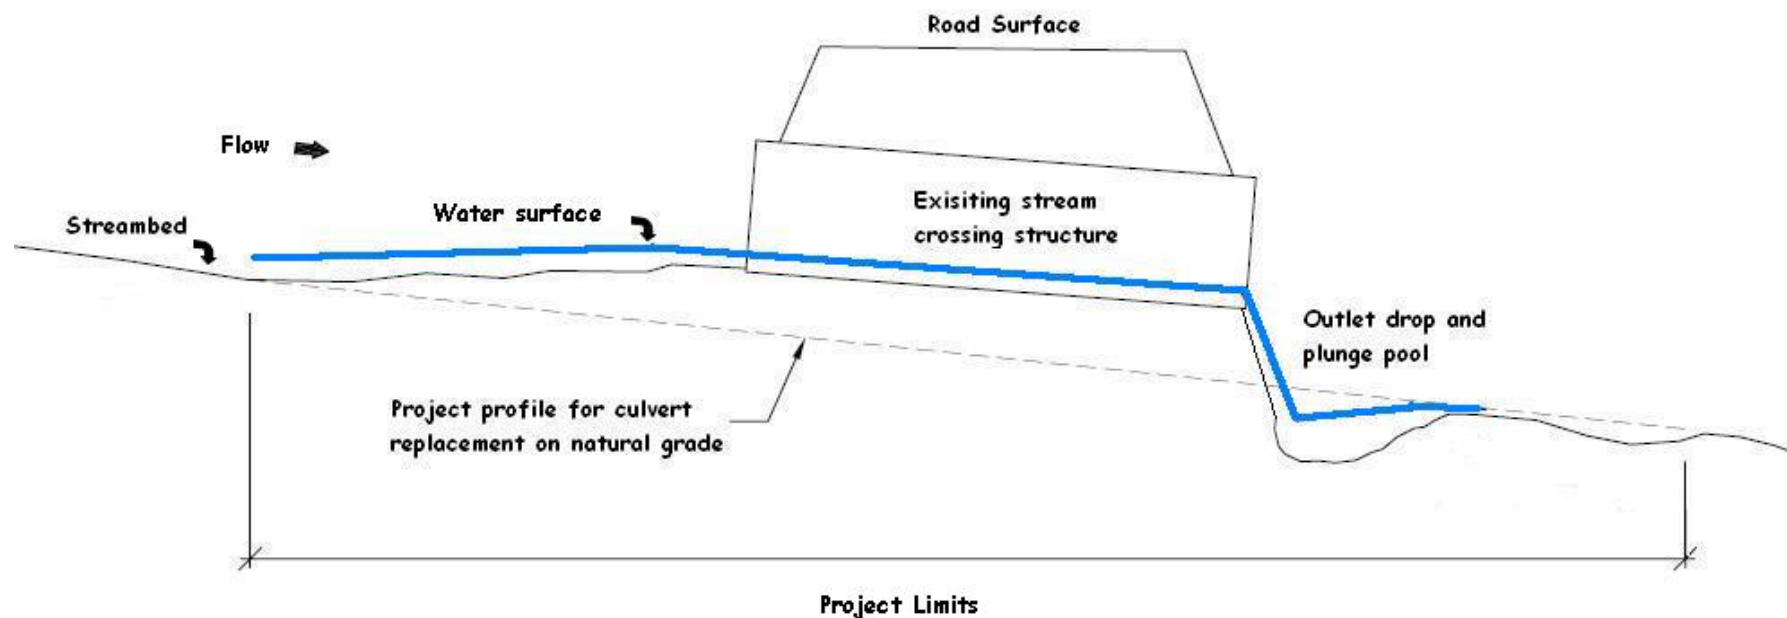 Road Surface
Flow
Streambed
Water surface
Exisiting stream
crossing structure
Outlet drop and
plunge pool
Project profile for culvert
replacement on natural grade
Project Limits